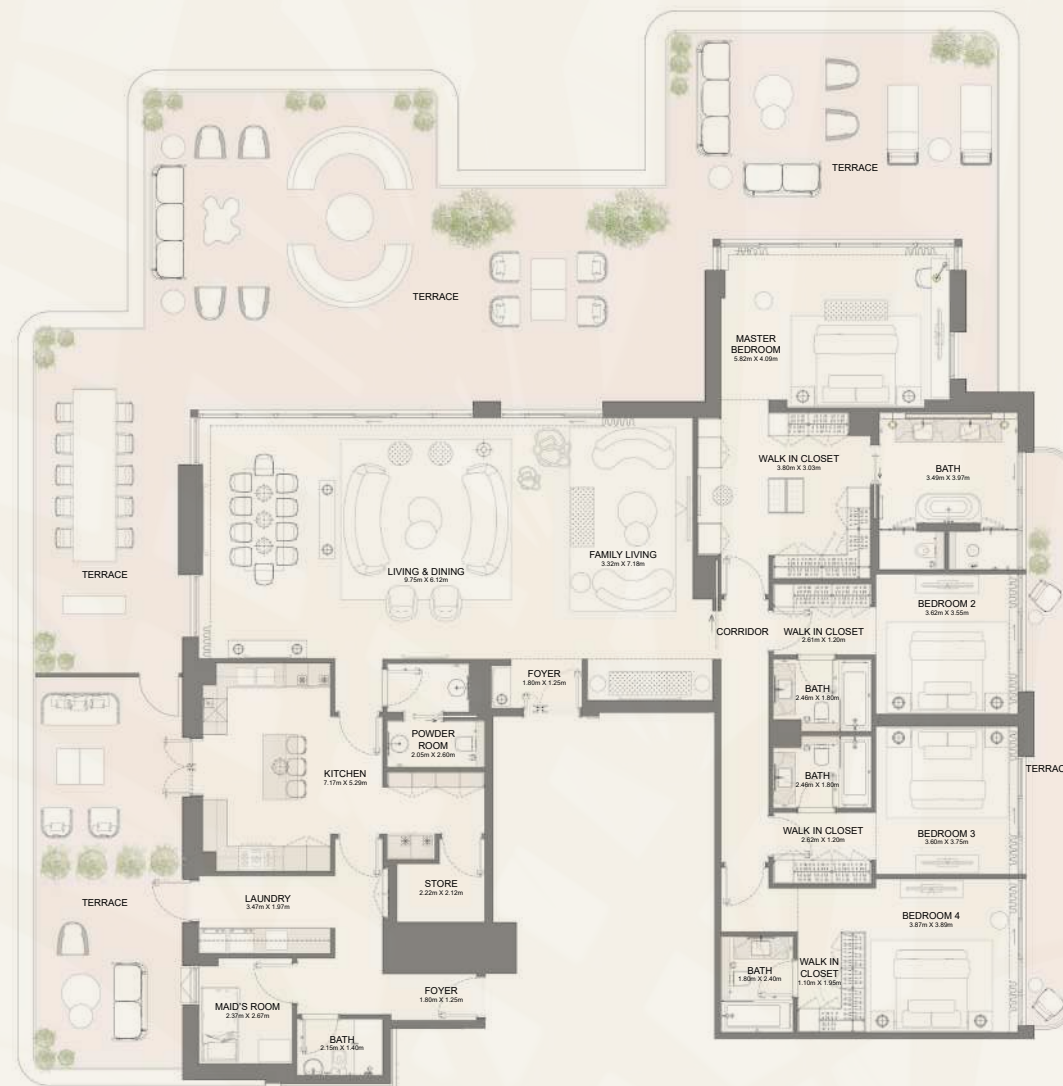 TERRACE
TERRACE
MASTER
BEDROOM
5.82m X 4.09m
WALK IN CLOSET
3.80m X 3.03m
BATH
3.49m X 3.97m
FAMILY LIVING
3.32m X 7.18m
LIVING & DINING
9.75m X 6.12m
TERRACE
BEDROOM 2
3.62m X 3.55m
CORRIDOR
WALK IN CLOSET
2.61m X 1.20m
FOYER
1.80m X 1.25m
BATH
2.46m X 1.80m
POWDER
ROOM
2.05m X 2.60m
KITCHEN
7.17m X 5.29m
BATH
2.46m X 1.80m
TERRACE
WALK IN CLOSET
2.62m X 1.20m
BEDROOM 3
3.60m X 3.75m
STORE
2.22m X 2.12m
LAUNDRY
3.47m X 1.97m
TERRACE
BEDROOM 4
3.87m X 3.89m
BATH
1.80m X 2.40m
WALK IN
CLOSET
1.10m X 1.95m
FOYER
1.80m X 1.25m
MAID'S ROOM
2.37m X 2.67m
BATH
2.15m X 1.40m